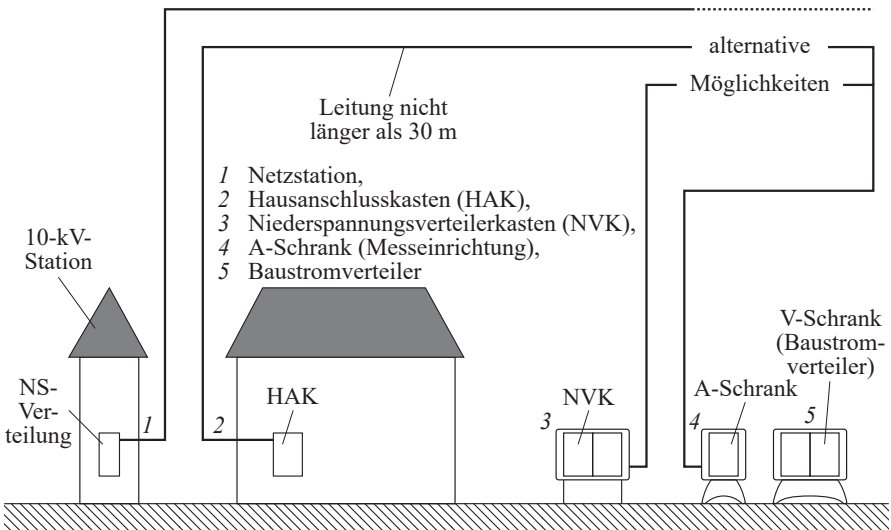 alternative
Möglichkeiten
Leitung nicht
länger als 30 m
1 Netzstation,
2 Hausanschlusskasten (HAK),
3 Niederspannungsverteilerkasten (NVK),
4 A-Schrank (Messeinrichtung),
5 Baustromverteiler
10-kV-
Station
V-Schrank
(Baustrom-
verteiler)
NS-
Ver-
teilung
1
2
HAK
3
NVK
A-Schrank
4
5